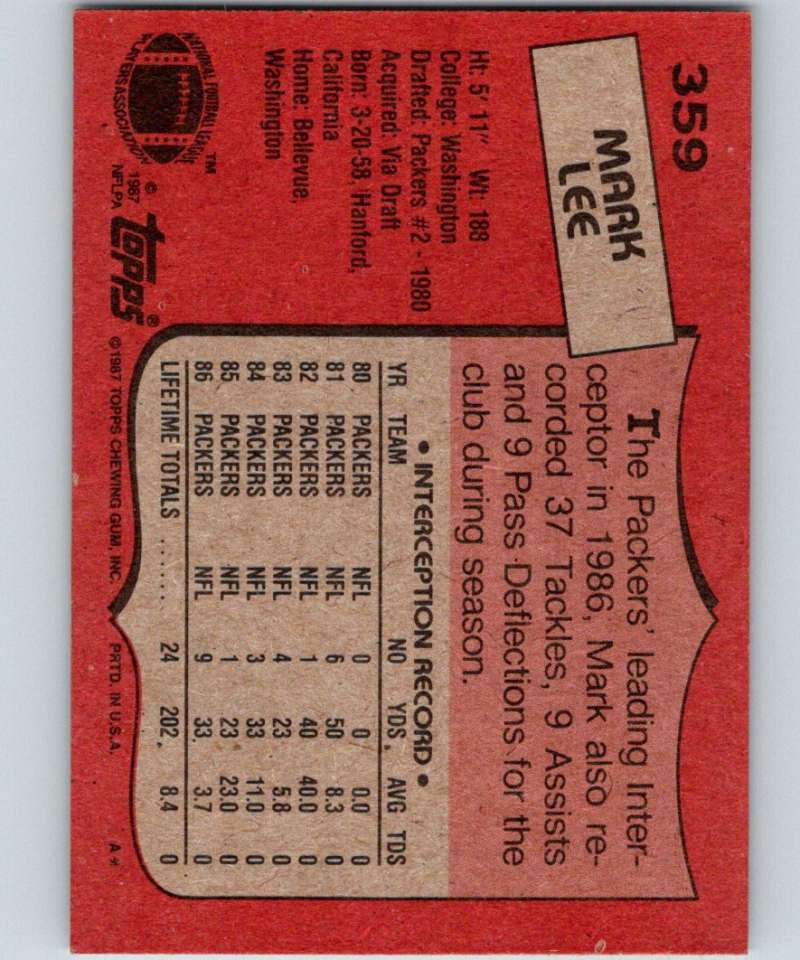 359
MARK
LEE
Ht: 5' 11" Wt: 188
College: Washington
Drafted: Packers #2 - 1980
Acquired: Via Draft
Born: 3-20-58, Hanford,
California
Home: Bellevue,
Washington
NATIONAL FOOTBALL LEAGUE
PLAYERS ASSOCIATION
™
© 1987
NFLPA
topps®
The Packers' leading Inter-
ceptor in 1986, Mark also re-
corded 37 Tackles, 9 Assists
and 9 Pass Deflections for the
club during season.
• INTERCEPTION RECORD •
YR TEAM NO YDS. AVG TDS
80 PACKERS NFL 0 0 0.0 0
81 PACKERS NFL 6 50 8.3 0
82 PACKERS NFL 1 40 40.0 0
83 PACKERS NFL 4 23 5.8 0
84 PACKERS NFL 3 33 11.0 0
85 PACKERS NFL 1 23 23.0 0
86 PACKERS NFL 9 33. 3.7 0
LIFETIME TOTALS ....... 24 202. 8.4 0
© 1987 TOPPS CHEWING GUM, INC. PRTD. IN U.S.A. A*